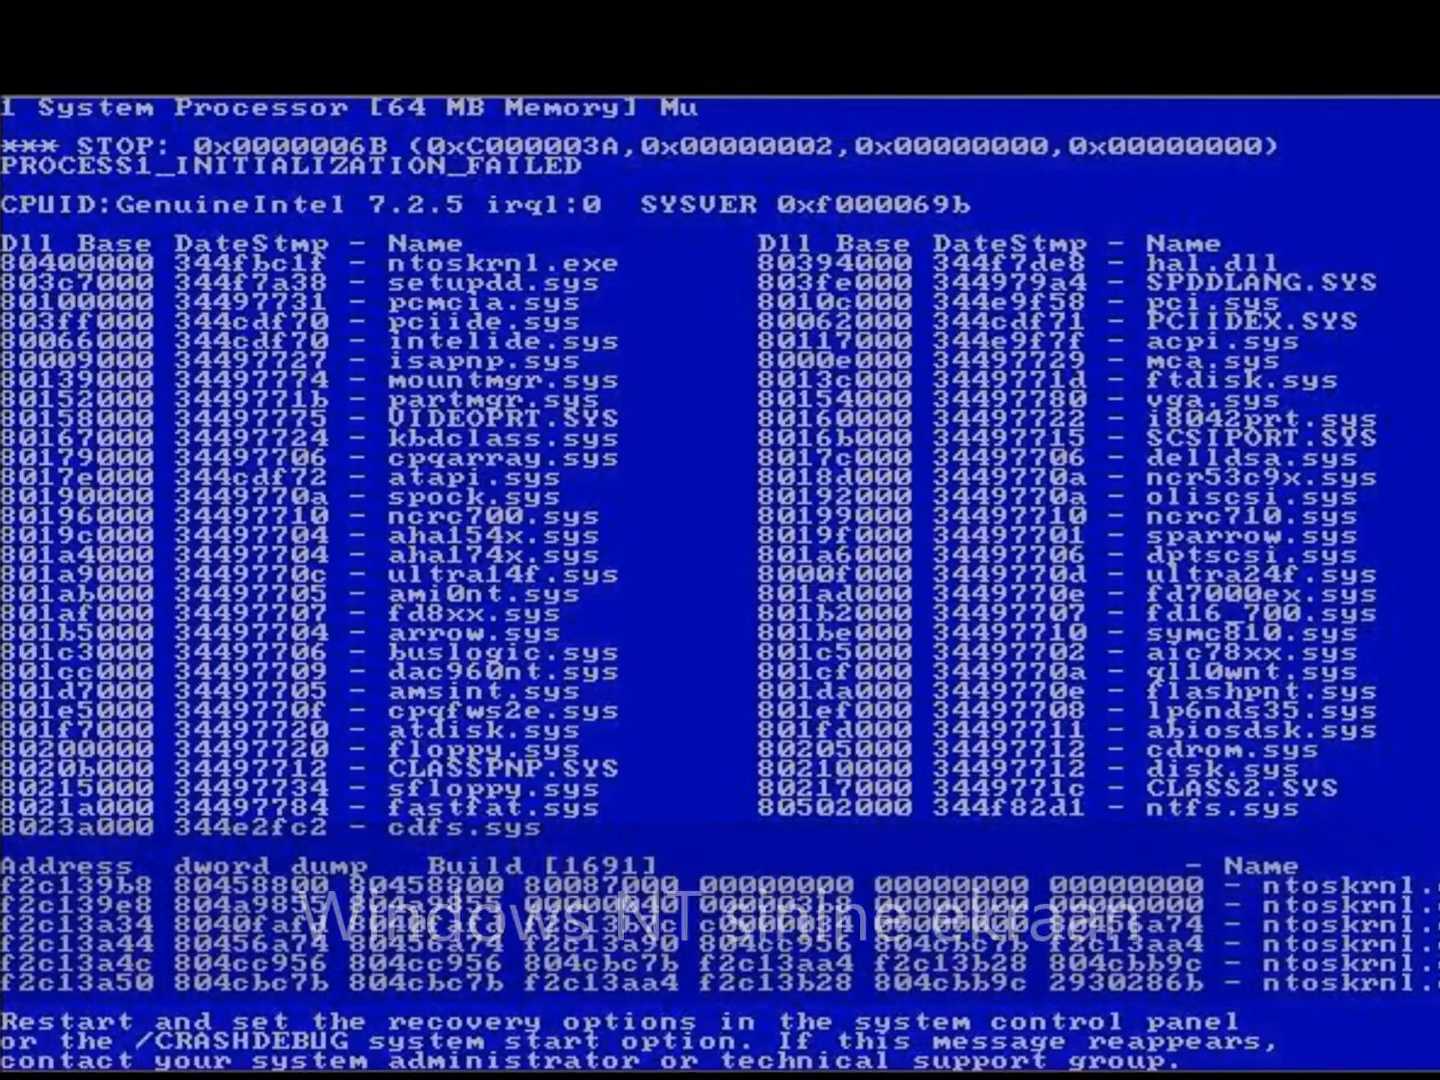 1 System Processor [64 MB Memory] Mu
*** STOP: 0x0000006B (0xC000003A,0x00000002,0x00000000,0x00000000)
PROCESS1_INITIALIZATION_FAILED
CPUID:GenuineIntel 7.2.5 irql:0 SYSVER 0xf000069b
Dll Base DateStmp - Name Dll Base DateStmp - Name
80400000 344fbc1f - ntoskrnl.exe 80394000 344f7de8 - hal.dll
803c7000 344f7a38 - setupdd.sys 803fe000 344979a4 - SPDDLANG.SYS
80100000 34497731 - pcmcia.sys 8010c000 344e9f58 - pci.sys
803ff000 344cdf70 - pciide.sys 80062000 344cdf71 - PCIIDEX.SYS
80066000 344cdf70 - intelide.sys 80117000 344e9f7f - acpi.sys
80009000 34497727 - isapnp.sys 8000e000 34497729 - mca.sys
80139000 34497774 - mountmgr.sys 8013c000 3449771d - ftdisk.sys
80152000 3449771b - partmgr.sys 80154000 34497780 - vga.sys
80158000 34497775 - VIDEOPRT.SYS 80160000 34497722 - i8042prt.sys
80167000 34497724 - kbdclass.sys 8016b000 34497715 - SCSIPORT.SYS
80179000 34497706 - cpqarray.sys 8017c000 34497706 - delldsa.sys
8017e000 344cdf72 - atapi.sys 8018d000 3449770a - ncr53c9x.sys
80190000 3449770a - spock.sys 80192000 3449770a - oliscsi.sys
80196000 34497710 - ncrc700.sys 80199000 34497710 - ncrc710.sys
8019c000 34497704 - aha154x.sys 8019f000 34497701 - sparrow.sys
801a4000 34497704 - aha174x.sys 801a6000 34497706 - dptscsi.sys
801a9000 3449770c - ultra14f.sys 8000f000 3449770d - ultra24f.sys
801ab000 34497705 - ami0nt.sys 801ad000 3449770e - fd7000ex.sys
801af000 34497707 - fd8xx.sys 801b2000 34497707 - fd16_700.sys
801b5000 34497704 - arrow.sys 801be000 34497710 - symc810.sys
801c3000 34497706 - buslogic.sys 801c5000 34497702 - aic78xx.sys
801cc000 34497709 - dac960nt.sys 801cf000 3449770a - ql10wnt.sys
801d7000 34497705 - amsint.sys 801da000 3449770e - flashpnt.sys
801e5000 3449770f - cpqfws2e.sys 801ef000 34497708 - lp6nds35.sys
801f7000 34497720 - atdisk.sys 801fd000 34497711 - abiosdsk.sys
80200000 34497720 - floppy.sys 80205000 34497712 - cdrom.sys
8020b000 34497712 - CLASSPNP.SYS 80210000 34497712 - disk.sys
80215000 34497734 - sfloppy.sys 80217000 3449771c - CLASS2.SYS
8021a000 34497784 - fastfat.sys 80502000 344f82d1 - ntfs.sys
8023a000 344e2fc2 - cdfs.sys
Address dword dump Build [1691] - Name
f2c139b8 80458800 80458800 80087000 00000000 00000000 00000000 - ntoskrnl.
f2c139e8 - ntoskrnl.
Windows NT sinine ekraan
f2c13a34 - ntoskrnl.
f2c13a44 80456a74 - ntoskrnl.
f2c13a4c 804cc956 804cc956 804cbc7b f2c13aa4 f2c13b28 804cbb9c - ntoskrnl.
f2c13a50 804cbc7b 804cbc7b f2c13aa4 f2c13b28 804cbb9c 2930286b - ntoskrnl.
Restart and set the recovery options in the system control panel
or the /CRASHDEBUG system start option. If this message reappears,
contact your system administrator or technical support group.